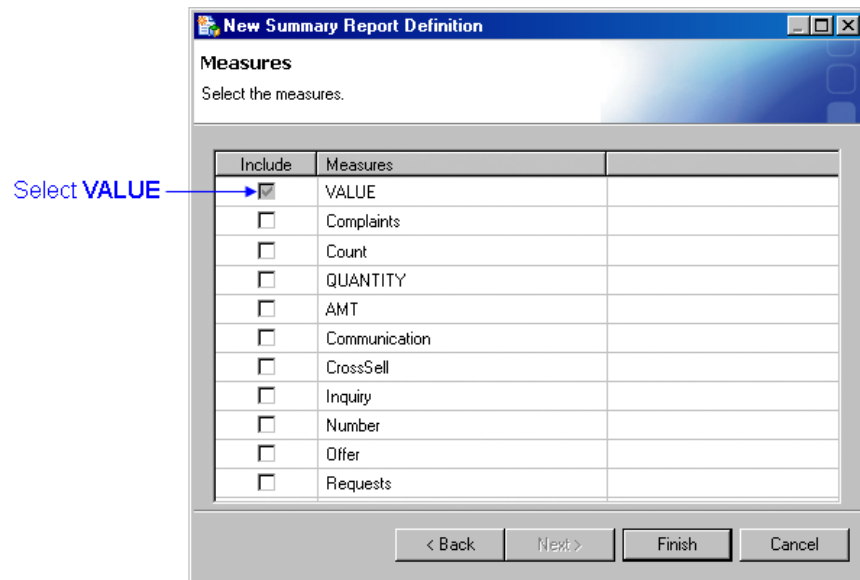 New Summary Report Definition
Measures
Select the measures.
Include Measures
Select VALUE VALUE
Complaints
Count
QUANTITY
AMT
Communication
CrossSell
Inquiry
Number
Offer
Requests
< Back Next > Finish Cancel